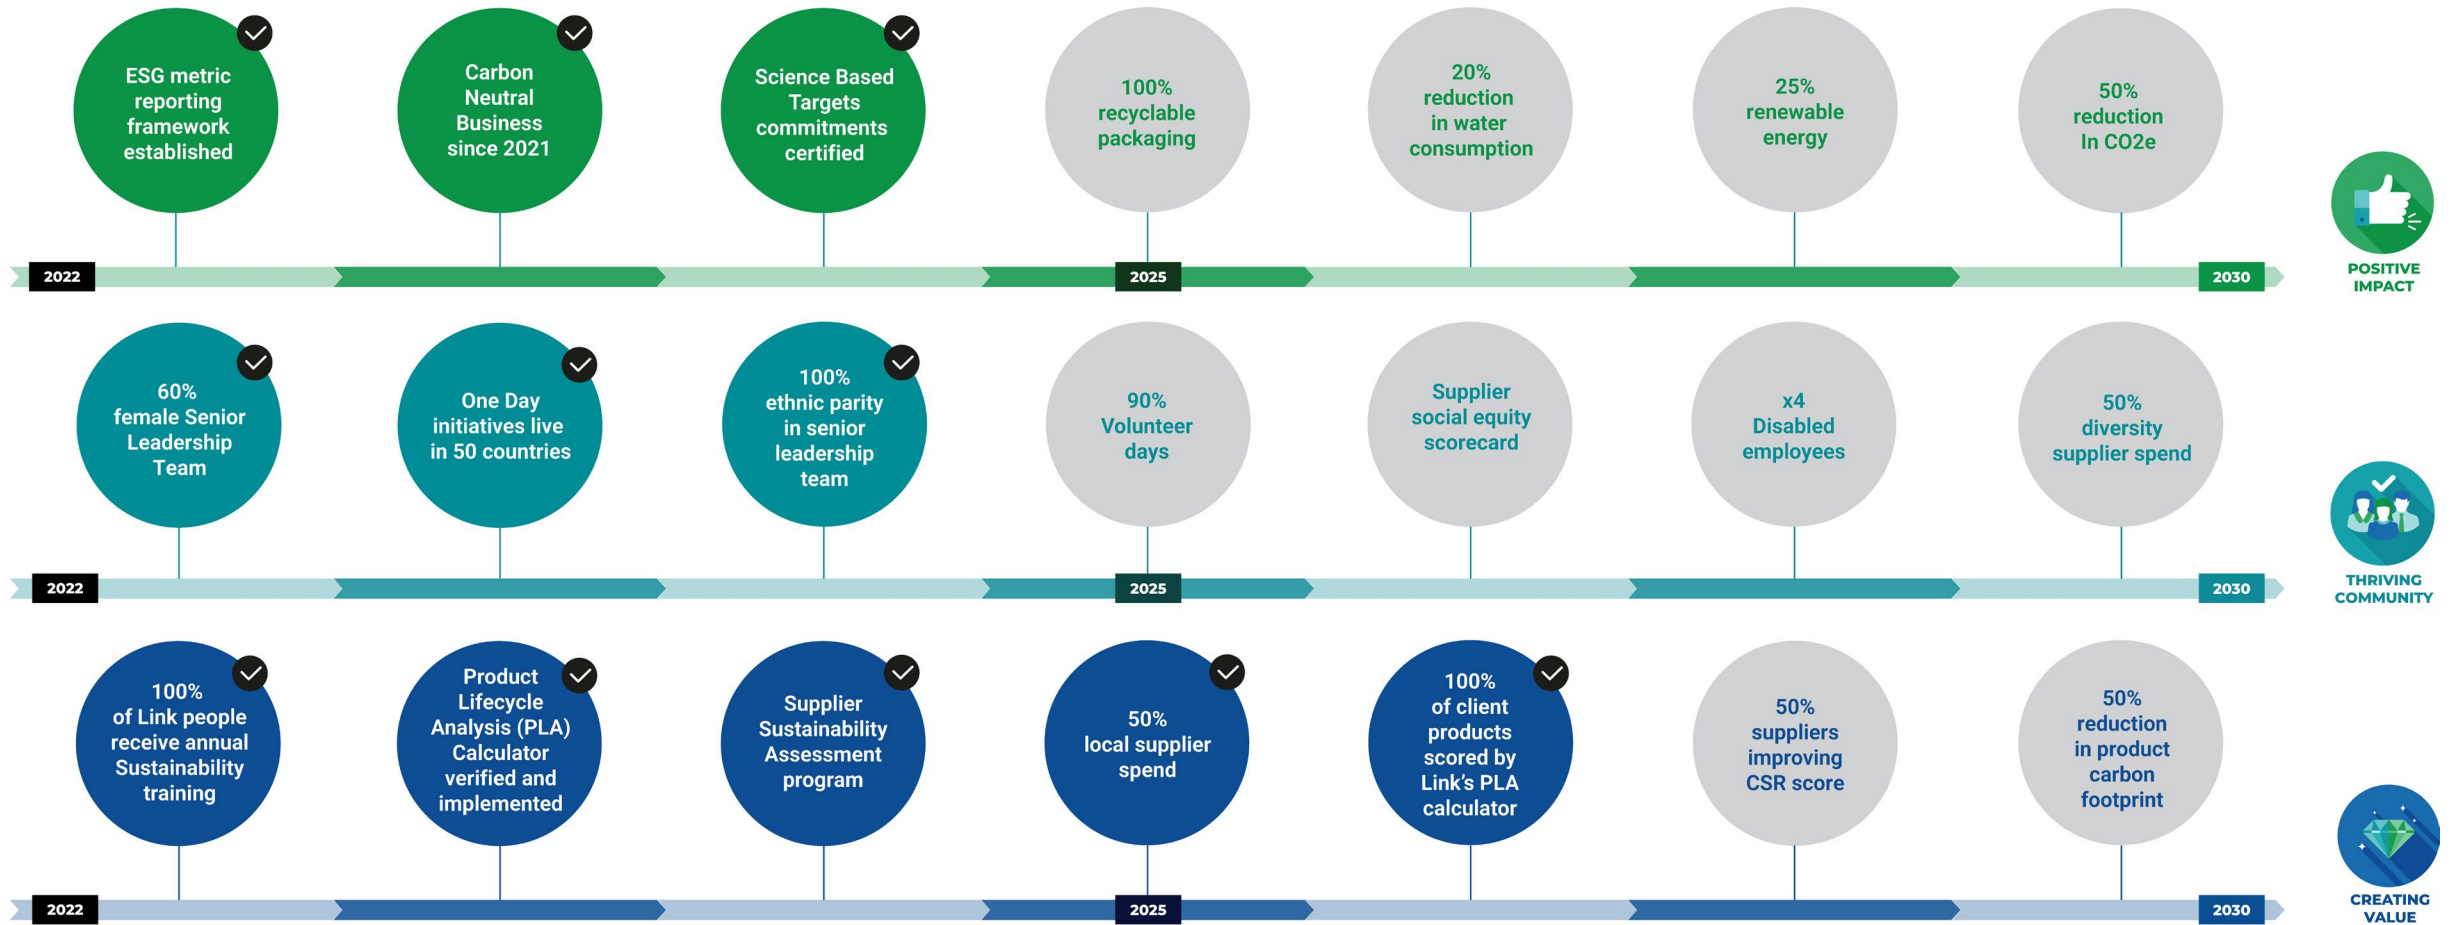 ESG metric
reporting
framework
established
Carbon
Neutral
Business
since 2021
Science Based
Targets
commitments
certified
100%
recyclable
packaging
20%
reduction
in water
consumption
25%
renewable
energy
50%
reduction
In CO2e
2022
2025
2030
POSITIVE
IMPACT
60%
female Senior
Leadership
Team
One Day
initiatives live
in 50 countries
100%
ethnic parity
in senior
leadership
team
90%
Volunteer
days
Supplier
social equity
scorecard
x4
Disabled
employees
50%
diversity
supplier spend
2022
2025
2030
THRIVING
COMMUNITY
100%
of Link people
receive annual
Sustainability
training
Product
Lifecycle
Analysis (PLA)
Calculator
verified and
implemented
Supplier
Sustainability
Assessment
program
50%
local supplier
spend
100%
of client
products
scored by
Link's PLA
calculator
50%
suppliers
improving
CSR score
50%
reduction
in product
carbon
footprint
2022
2025
2030
CREATING
VALUE